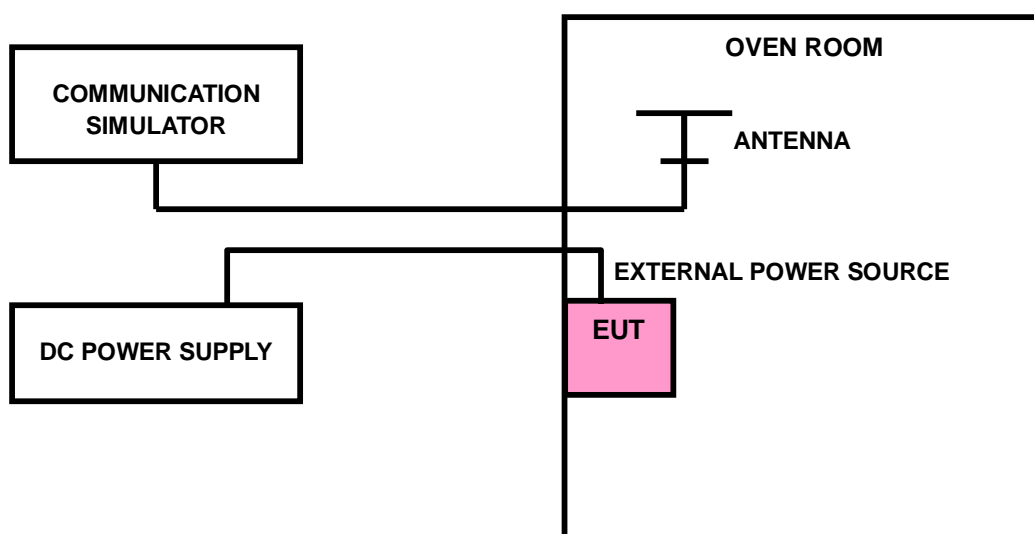 OVEN ROOM
COMMUNICATION
SIMULATOR
ANTENNA
EXTERNAL POWER SOURCE
EUT
DC POWER SUPPLY